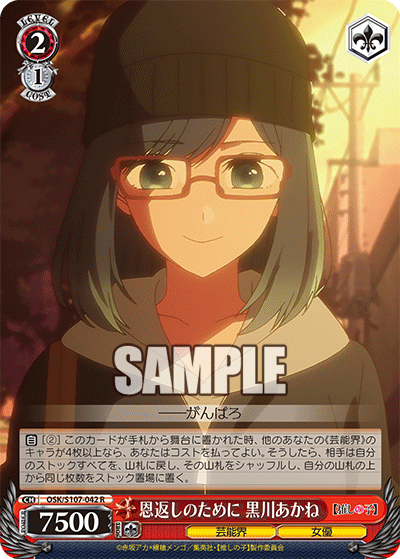 LEVEL
2
1
COST
SAMPLE
――がんばろ
自 [②] このカードが手札から舞台に置かれた時、他のあなたの《芸能界》の
キャラが4枚以上なら、あなたはコストを払ってよい。そうしたら、相手は自分
のストックすべてを、山札に戻し、その山札をシャッフルし、自分の山札の上
から同じ枚数をストック置場に置く。
CH OSK/S107-042 R
7500
恩返しのために 黒川あかね
【推しの子】
芸能界 女優
©赤坂アカ×横槍メンゴ/集英社・【推しの子】製作委員会